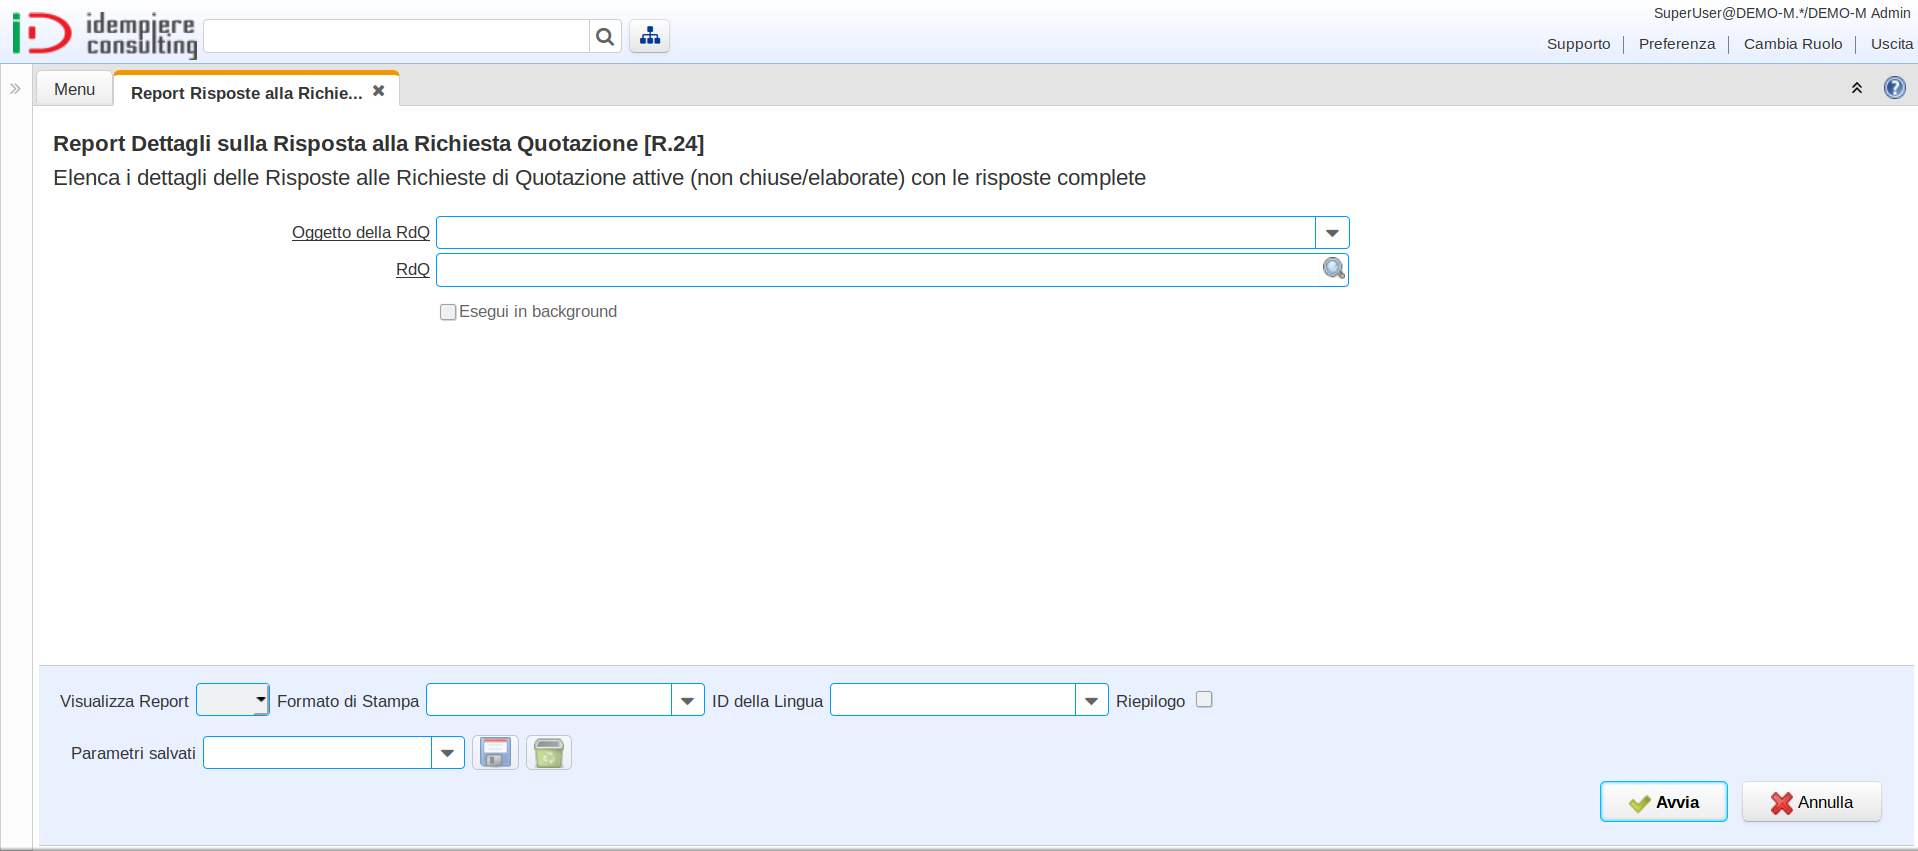 idempiere
consulting
SuperUser@DEMO-M.*/DEMO-M Admin
Supporto Preferenza Cambia Ruolo Uscita
Menu Report Risposte alla Richie...
Report Dettagli sulla Risposta alla Richiesta Quotazione [R.24]
Elenca i dettagli delle Risposte alle Richieste di Quotazione attive (non chiuse/elaborate) con le risposte complete
Oggetto della RdQ
RdQ
Esegui in background
Visualizza Report Formato di Stampa ID della Lingua Riepilogo
Parametri salvati
Avvia Annulla